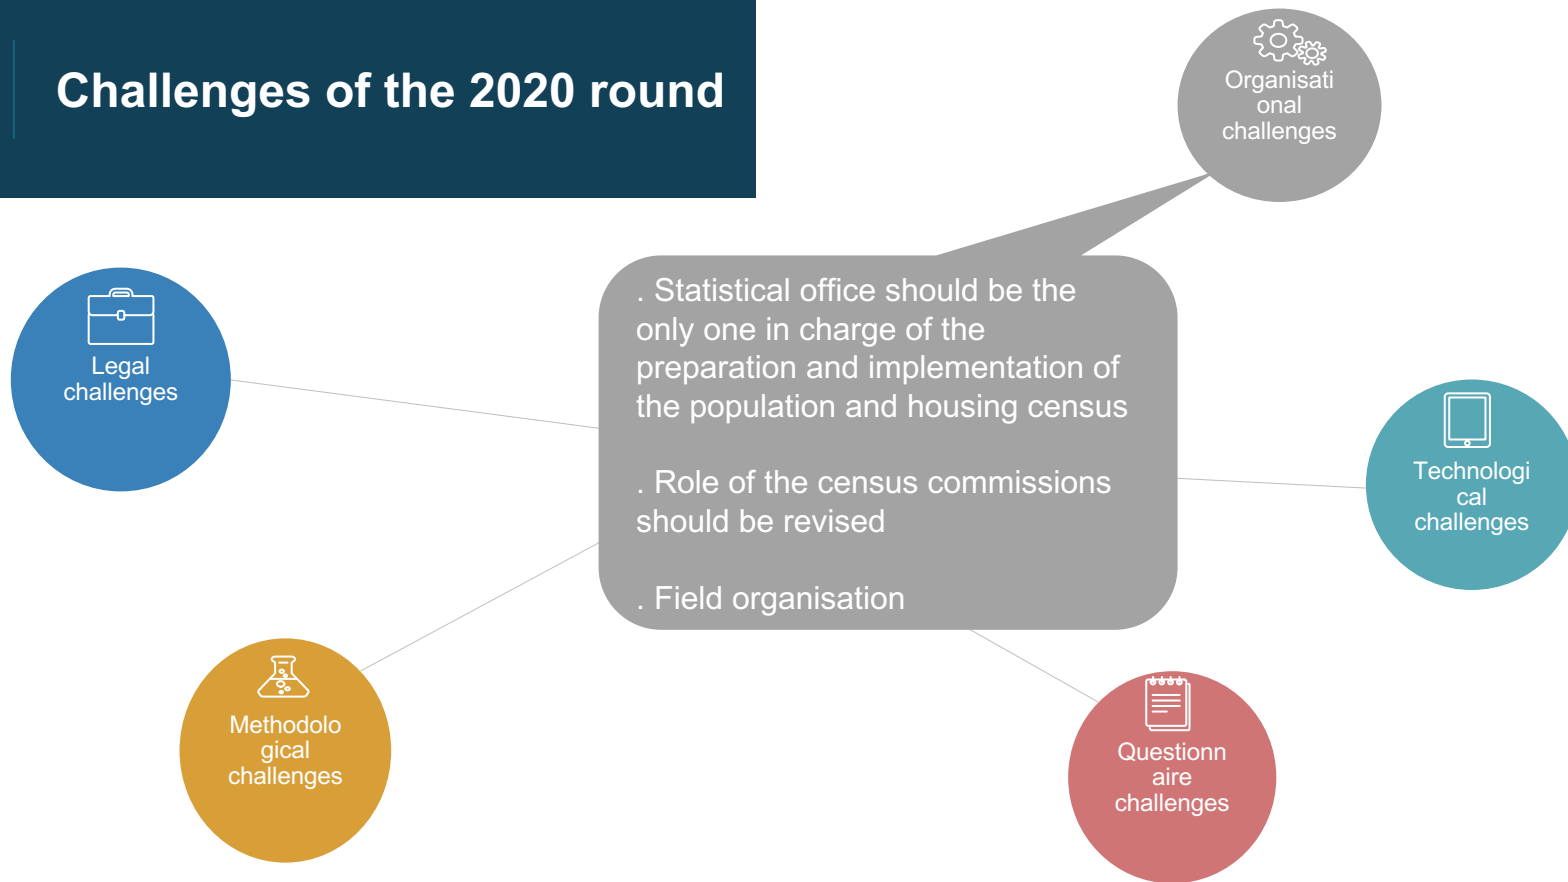 Challenges of the 2020 round
Organisati
onal
challenges
. Statistical office should be the
only one in charge of the
preparation and implementation of
the population and housing census
. Role of the census commissions
should be revised
. Field organisation
Legal
challenges
Technologi
cal
challenges
Methodolo
gical
challenges
Questionn
aire
challenges